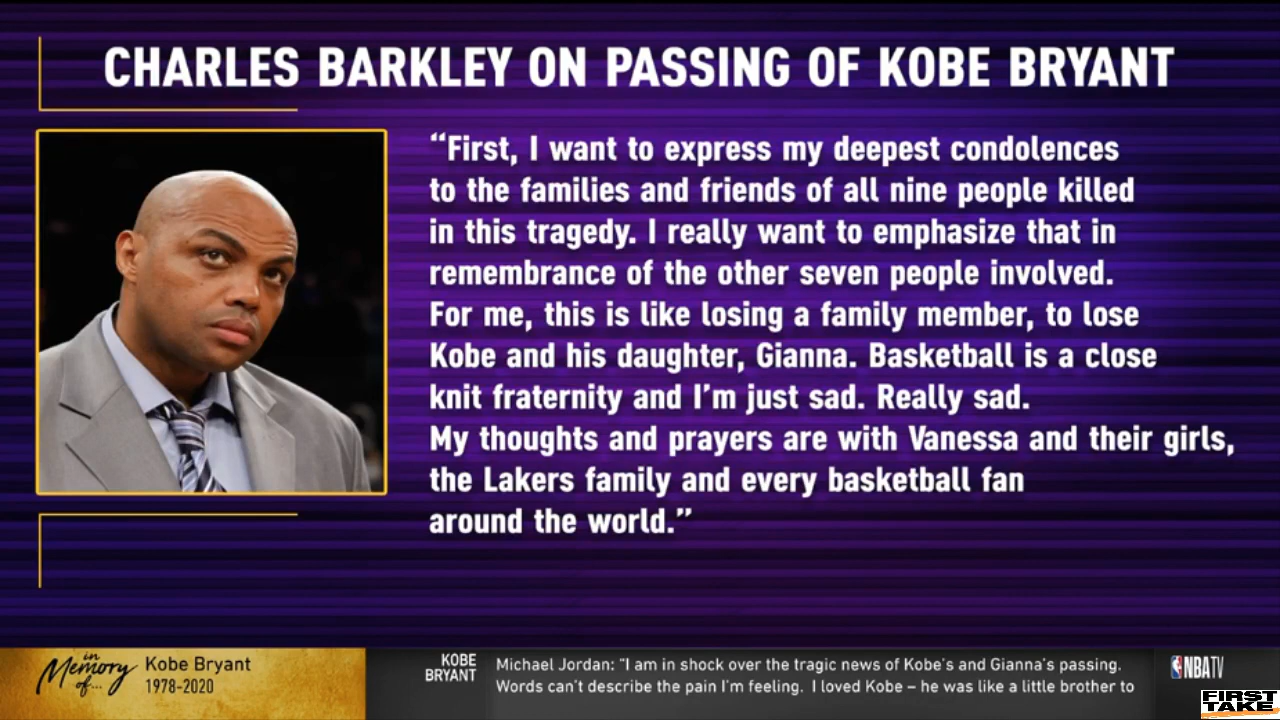 CHARLES BARKLEY ON PASSING OF KOBE BRYANT
“First, I want to express my deepest condolences
to the families and friends of all nine people killed
in this tragedy. I really want to emphasize that in
remembrance of the other seven people involved.
For me, this is like losing a family member, to lose
Kobe and his daughter, Gianna. Basketball is a close
knit fraternity and I’m just sad. Really sad.
My thoughts and prayers are with Vanessa and their girls,
the Lakers family and every basketball fan
around the world.”
in
Memory
of...
Kobe Bryant
1978-2020
KOBE
BRYANT
Michael Jordan: "I am in shock over the tragic news of Kobe's and Gianna's passing.
Words can't describe the pain I'm feeling. I loved Kobe – he was like a little brother to
NBA TV
FIRST
TAKE